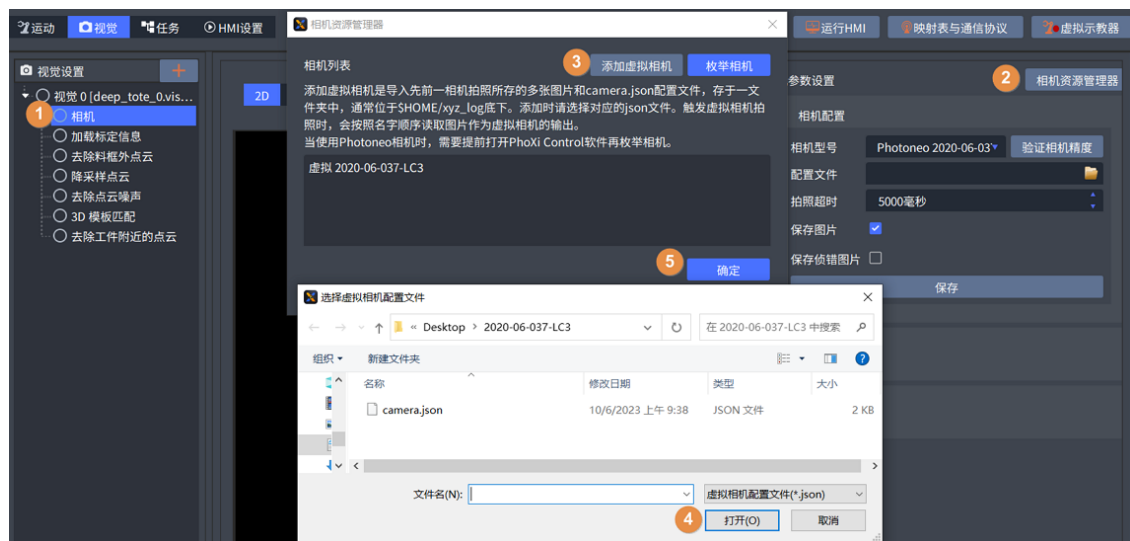 运动
视觉
任务
HMI设置
相机资源管理器
运行HMI
映射表与通信协议
虚拟示教器
视觉设置
视觉 0 [deep_tote_0.vis...
1
相机
加载标定信息
去除料框外点云
降采样点云
去除点云噪声
3D 模板匹配
去除工件附近的点云
2D
相机列表
3
添加虚拟相机
枚举相机
添加虚拟相机是导入先前一相机拍照所存的多张图片和camera.json配置文件，存于一文
件夹中，通常位于$HOME/xyz_log底下。添加时请选择对应的json文件。触发虚拟相机拍
照时，会按照名字顺序读取图片作为虚拟相机的输出。
当使用Photoneo相机时，需要提前打开PhoXi Control软件再枚举相机。
虚拟 2020-06-037-LC3
5
确定
参数设置
2
相机资源管理器
相机配置
相机型号
Photoneo 2020-06-03
验证相机精度
配置文件
拍照超时
5000毫秒
保存图片
保存侦错图片
保存
选择虚拟相机配置文件
« Desktop > 2020-06-037-LC3
在 2020-06-037-LC3 中搜索
组织
新建文件夹
名称
修改日期
类型
大小
camera.json
10/6/2023 上午 9:38
JSON 文件
2 KB
文件名(N):
虚拟相机配置文件(*.json)
4
打开(O)
取消